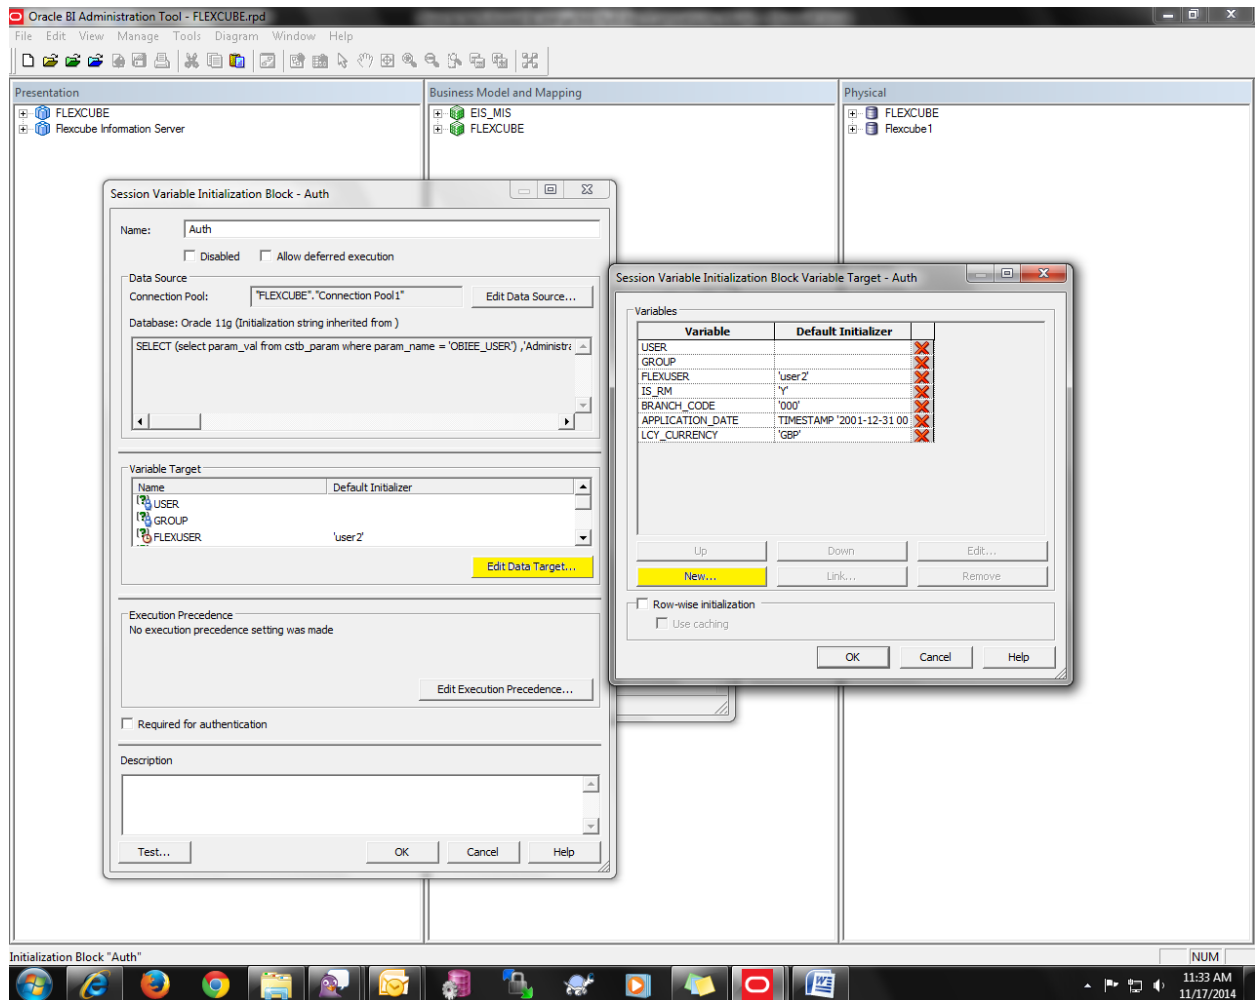 Oracle BI Administration Tool - FLEXCUBE.rpd
File Edit View Manage Tools Diagram Window Help
Presentation
FLEXCUBE
Flexcube Information Server
Business Model and Mapping
EIS_MIS
FLEXCUBE
Physical
FLEXCUBE
Flexcube1
Session Variable Initialization Block - Auth
Name: Auth
Disabled Allow deferred execution
Data Source
Connection Pool: "FLEXCUBE"."Connection Pool1" Edit Data Source...
Database: Oracle 11g (Initialization string inherited from )
SELECT (select param_val from cstb_param where param_name = 'OBIEE_USER') ,'Administra
Variable Target
Name Default Initializer
USER
GROUP
FLEXUSER 'user2'
Edit Data Target...
Execution Precedence
No execution precedence setting was made
Edit Execution Precedence...
Required for authentication
Description
Test... OK Cancel Help
Session Variable Initialization Block Variable Target - Auth
Variables
Variable Default Initializer
USER
GROUP
FLEXUSER 'user2'
IS_RM 'Y'
BRANCH_CODE '000'
APPLICATION_DATE TIMESTAMP '2001-12-31 00
LCY_CURRENCY 'GBP'
Up Down Edit...
New... Link... Remove
Row-wise initialization
Use caching
OK Cancel Help
Initialization Block "Auth"
NUM
11:33 AM
11/17/2014